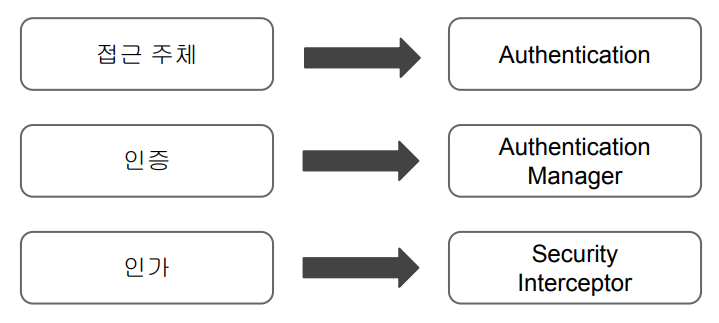 접근 주체
Authentication
인증
Authentication
Manager
인가
Security
Interceptor